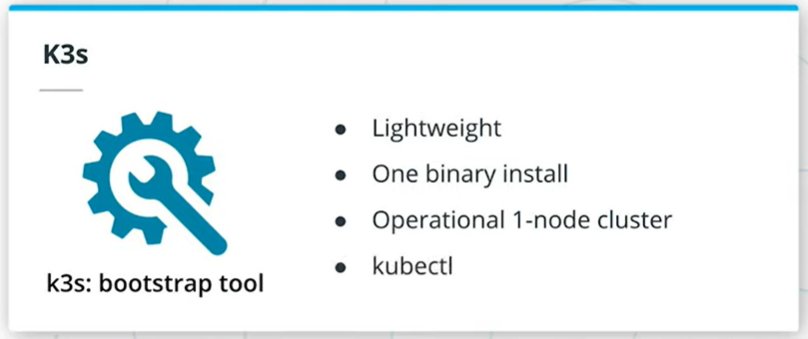 K3s
Lightweight
One binary install
Operational 1-node cluster
kubectl
k3s: bootstrap tool